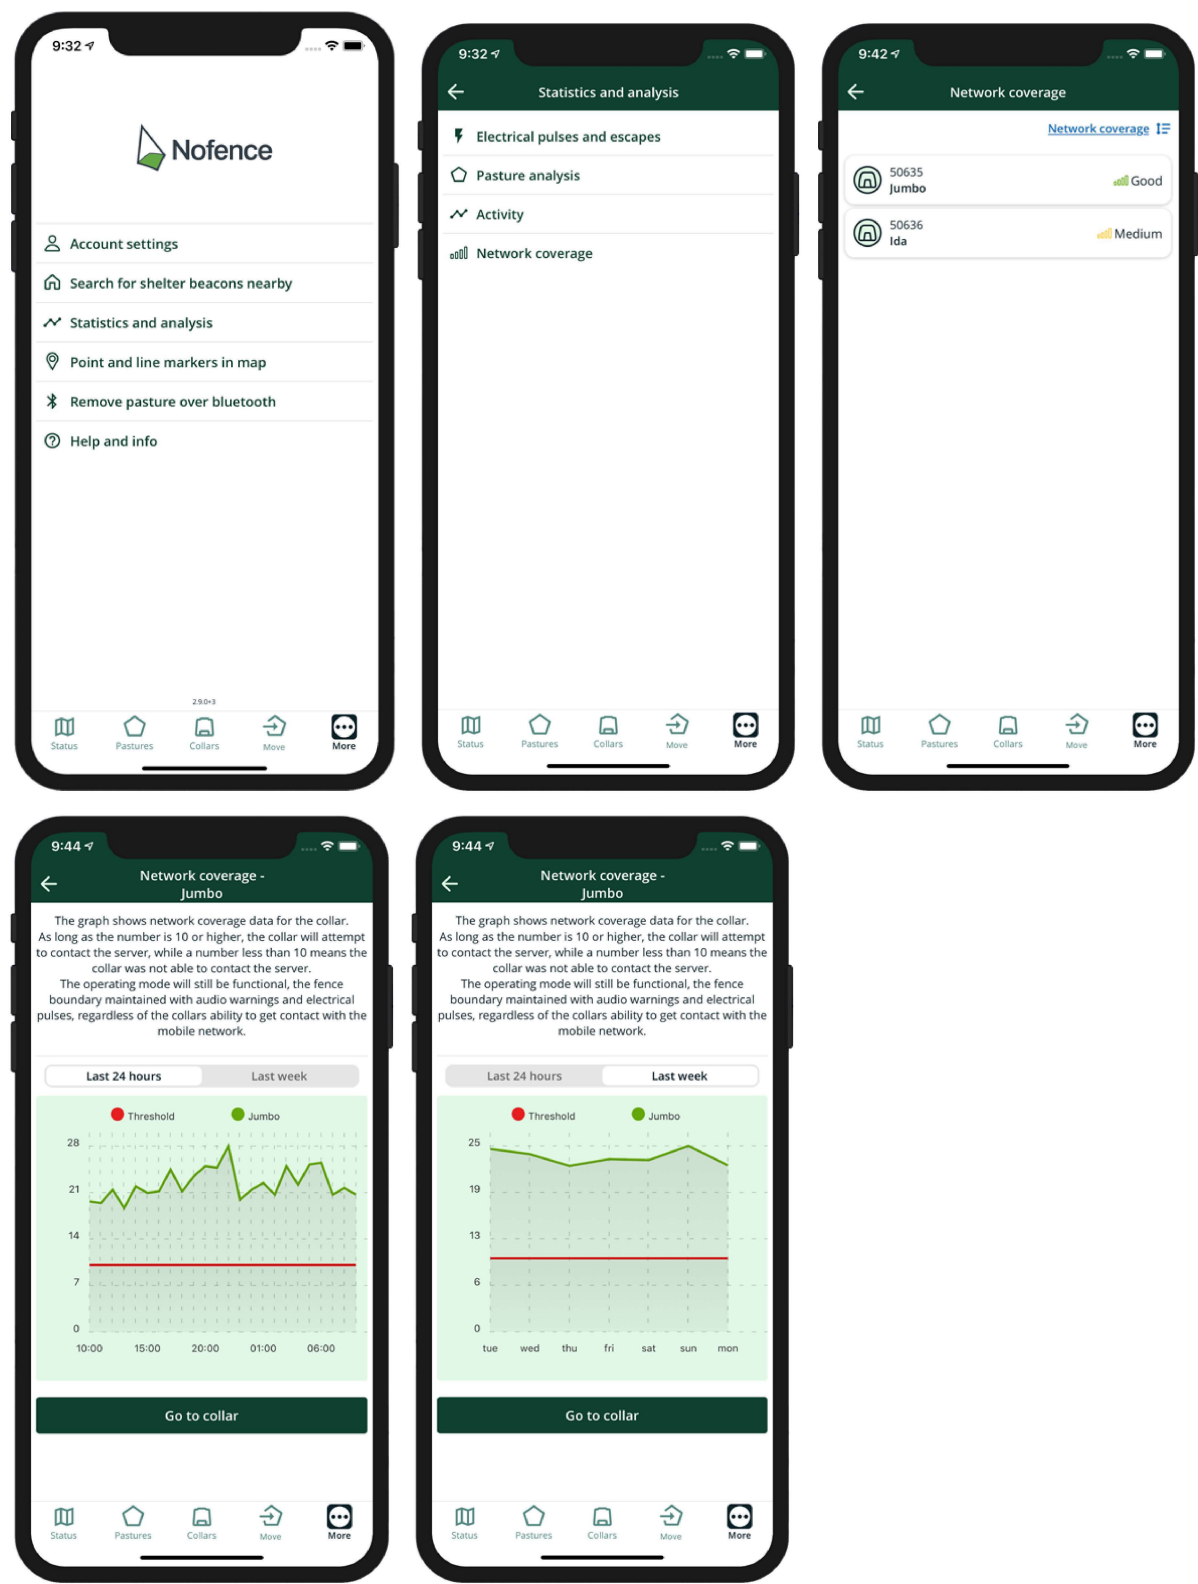 9:32
Nofence
Account settings
Search for shelter beacons nearby
Statistics and analysis
Point and line markers in map
Remove pasture over bluetooth
Help and info
2.9.0+3
Status Pastures Collars Move More
9:32
Statistics and analysis
Electrical pulses and escapes
Pasture analysis
Activity
Network coverage
Status Pastures Collars Move More
9:42
Network coverage
Network coverage
50635
Jumbo
Good
50636
Ida
Medium
Status Pastures Collars Move More
9:44
Network coverage -
Jumbo
The graph shows network coverage data for the collar.
As long as the number is 10 or higher, the collar will attempt
to contact the server, while a number less than 10 means the
collar was not able to contact the server.
The operating mode will still be functional, the fence
boundary maintained with audio warnings and electrical
pulses, regardless of the collars ability to get contact with the
mobile network.
Last 24 hours Last week
Threshold Jumbo
28
21
14
7
0
10:00 15:00 20:00 01:00 06:00
Go to collar
Status Pastures Collars Move More
9:44
Network coverage -
Jumbo
The graph shows network coverage data for the collar.
As long as the number is 10 or higher, the collar will attempt
to contact the server, while a number less than 10 means the
collar was not able to contact the server.
The operating mode will still be functional, the fence
boundary maintained with audio warnings and electrical
pulses, regardless of the collars ability to get contact with the
mobile network.
Last 24 hours Last week
Threshold Jumbo
25
19
13
6
0
tue wed thu fri sat sun mon
Go to collar
Status Pastures Collars Move More